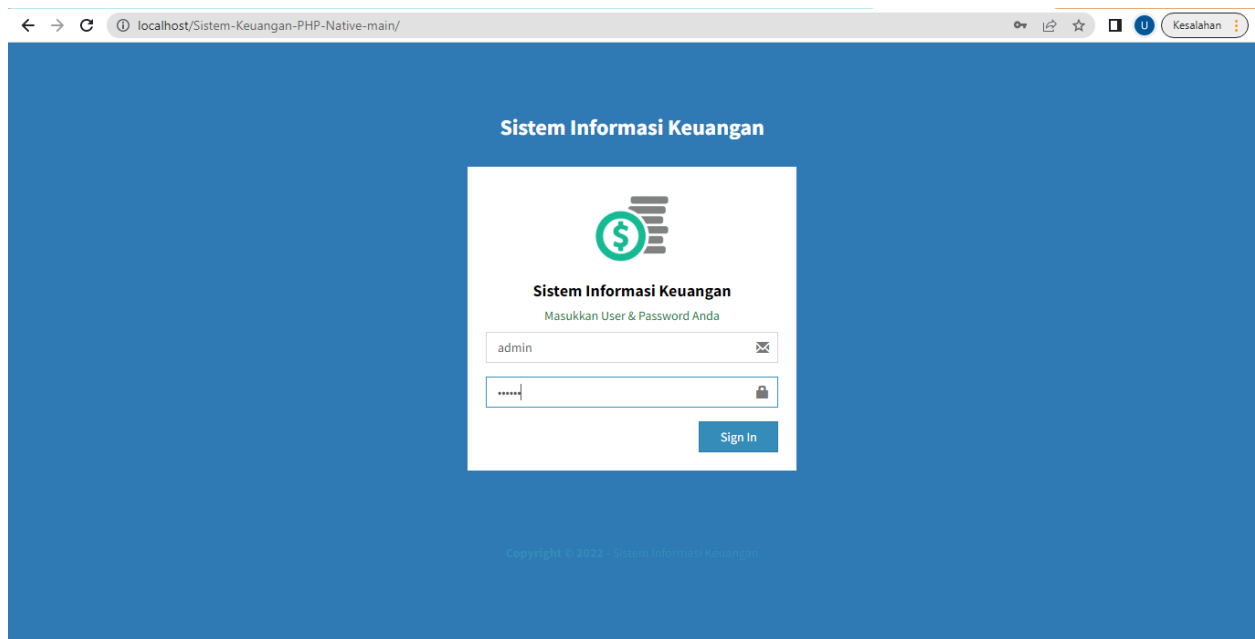 localhost/Sistem-Keuangan-PHP-Native-main/
U
Kesalahan
Sistem Informasi Keuangan
$
Sistem Informasi Keuangan
Masukkan User & Password Anda
admin
••••••
Sign In
Copyright © 2022 - Sistem Informasi Keuangan